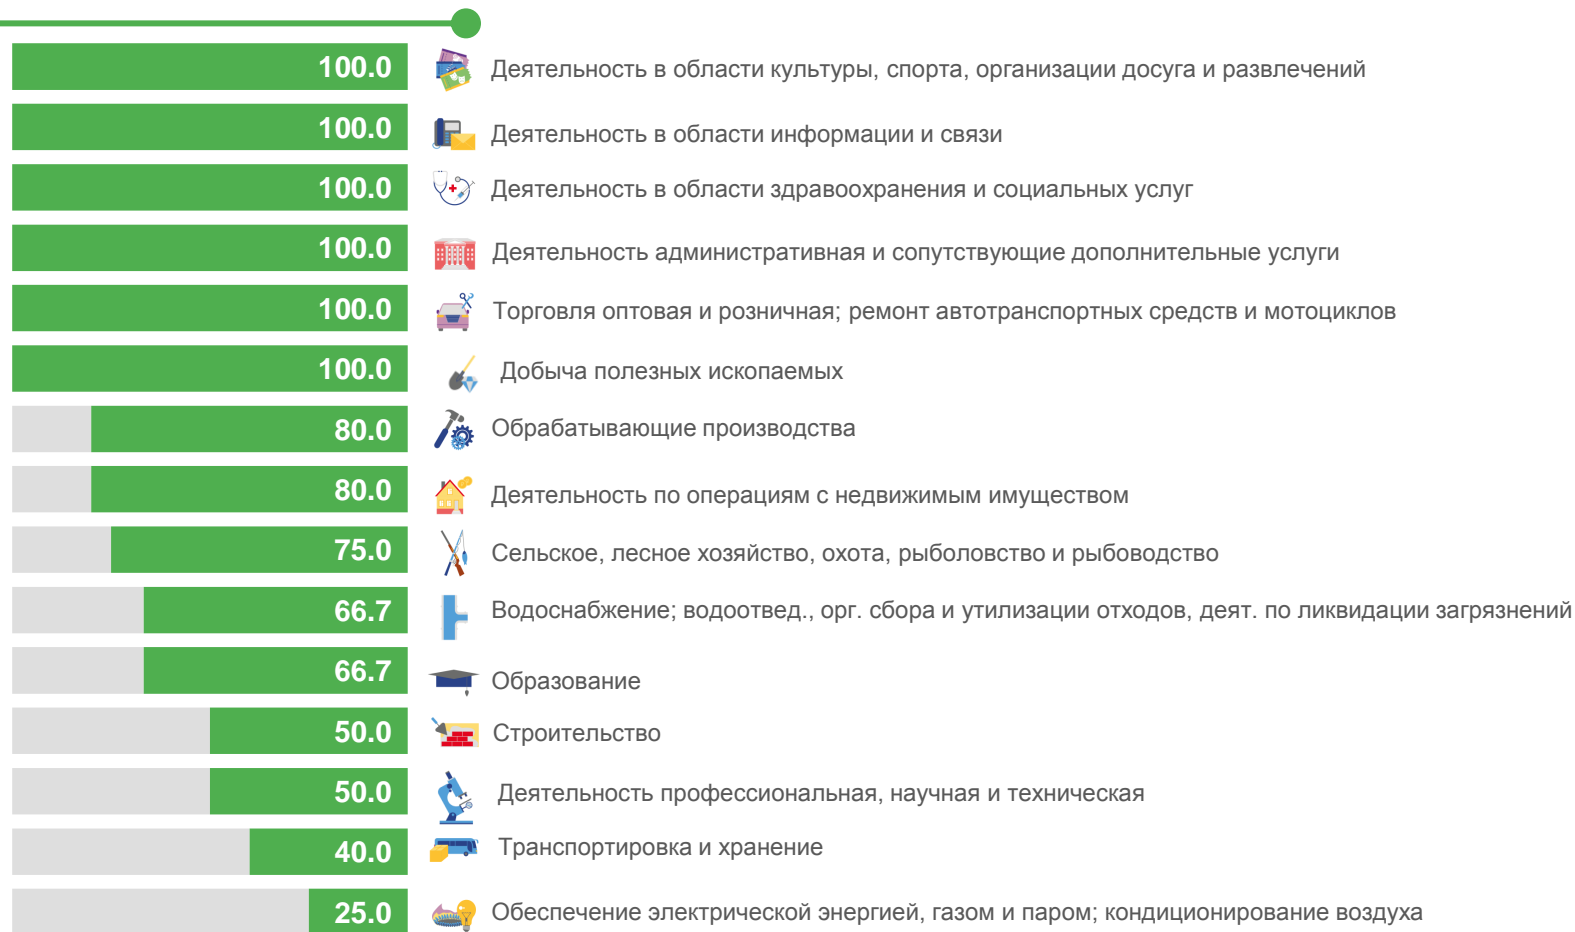 100.0 Деятельность в области культуры, спорта, организации досуга и развлечений
100.0 Деятельность в области информации и связи
100.0 Деятельность в области здравоохранения и социальных услуг
100.0 Деятельность административная и сопутствующие дополнительные услуги
100.0 Торговля оптовая и розничная; ремонт автотранспортных средств и мотоциклов
100.0 Добыча полезных ископаемых
80.0 Обрабатывающие производства
80.0 Деятельность по операциям с недвижимым имуществом
75.0 Сельское, лесное хозяйство, охота, рыболовство и рыбоводство
66.7 Водоснабжение; водоотвед., орг. сбора и утилизации отходов, деят. по ликвидации загрязнений
66.7 Образование
50.0 Строительство
50.0 Деятельность профессиональная, научная и техническая
40.0 Транспортировка и хранение
25.0 Обеспечение электрической энергией, газом и паром; кондиционирование воздуха